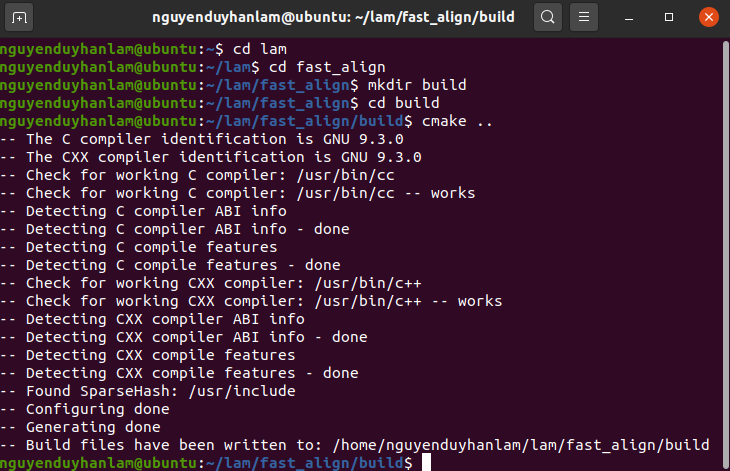 nguyenduyhanlam@ubuntu: ~/lam/fast_align/build
nguyenduyhanlam@ubuntu:~$ cd lam
nguyenduyhanlam@ubuntu:~/lam$ cd fast_align
nguyenduyhanlam@ubuntu:~/lam/fast_align$ mkdir build
nguyenduyhanlam@ubuntu:~/lam/fast_align$ cd build
nguyenduyhanlam@ubuntu:~/lam/fast_align/build$ cmake ..
-- The C compiler identification is GNU 9.3.0
-- The CXX compiler identification is GNU 9.3.0
-- Check for working C compiler: /usr/bin/cc
-- Check for working C compiler: /usr/bin/cc -- works
-- Detecting C compiler ABI info
-- Detecting C compiler ABI info - done
-- Detecting C compile features
-- Detecting C compile features - done
-- Check for working CXX compiler: /usr/bin/c++
-- Check for working CXX compiler: /usr/bin/c++ -- works
-- Detecting CXX compiler ABI info
-- Detecting CXX compiler ABI info - done
-- Detecting CXX compile features
-- Detecting CXX compile features - done
-- Found SparseHash: /usr/include
-- Configuring done
-- Generating done
-- Build files have been written to: /home/nguyenduyhanlam/lam/fast_align/build
nguyenduyhanlam@ubuntu:~/lam/fast_align/build$